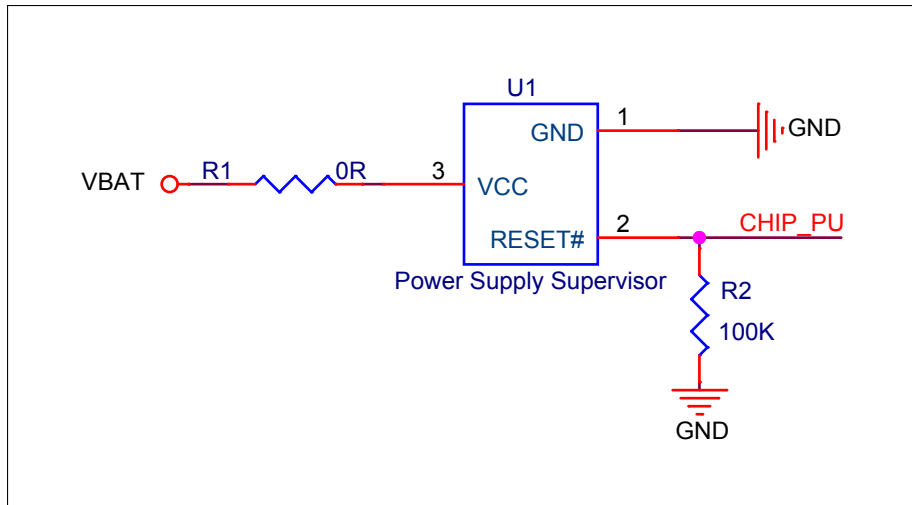 U1
1
GND
GND
VBAT
R1
0R
3
VCC
2
CHIP_PU
RESET#
Power Supply Supervisor
R2
100K
GND